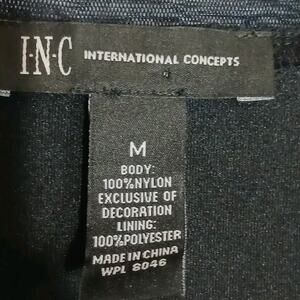 I·N·C INTERNATIONAL CONCEPTS
M
BODY:
100%NYLON
EXCLUSIVE OF
DECORATION
LINING:
100%POLYESTER
MADE IN CHINA
WPL 8046